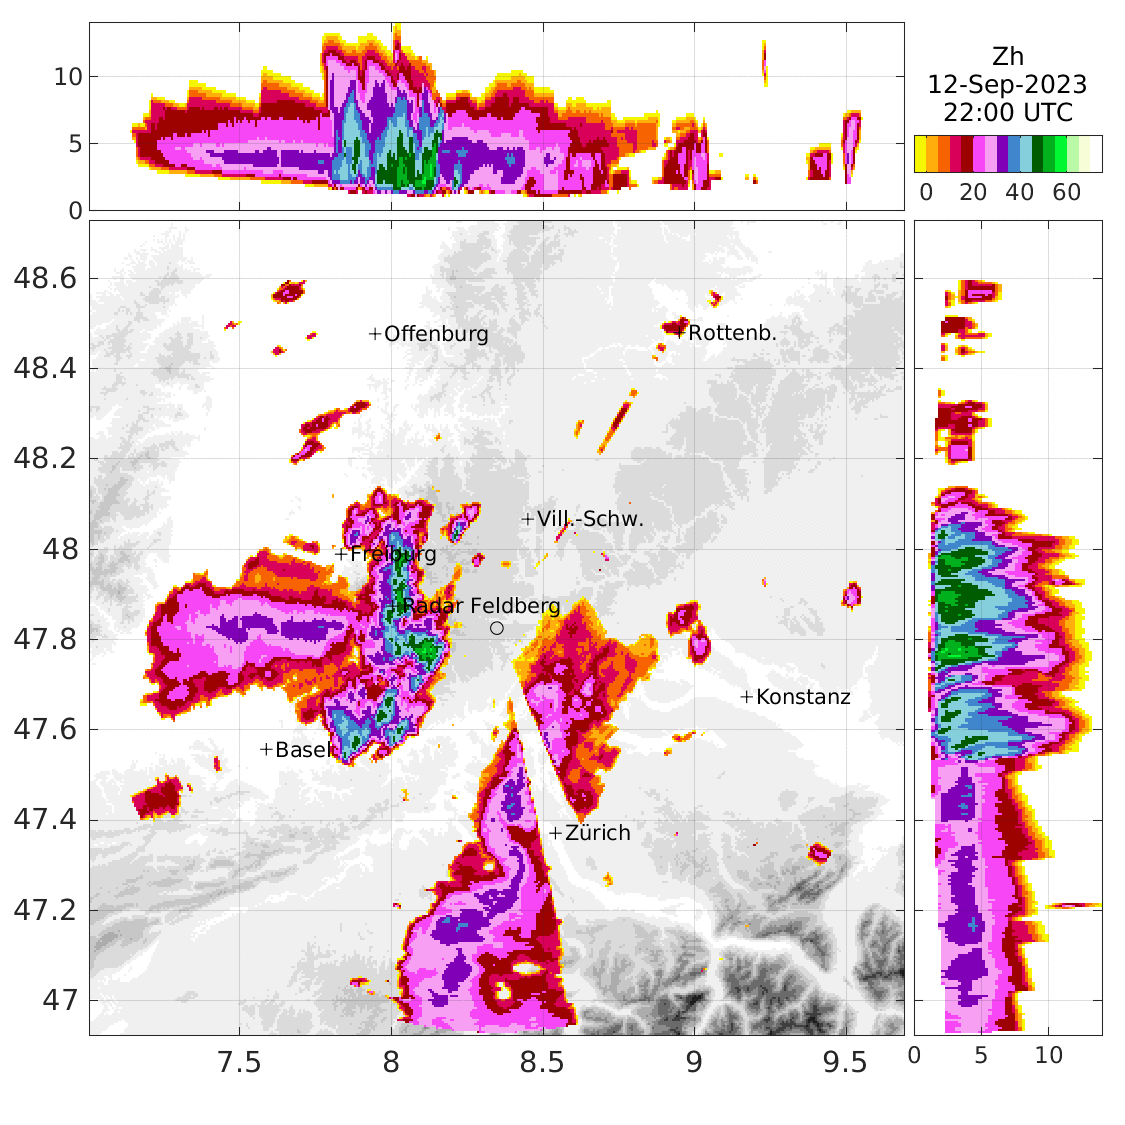 10
5
0
Zh
12-Sep-2023
22:00 UTC
0 20 40 60
48.6
48.4
48.2
48
47.8
47.6
47.4
47.2
47
+Offenburg
+Rottenb.
+Vill.-Schw.
+Freiburg
+Radar Feldberg
+Konstanz
+Basel
+Zürich
7.5 8 8.5 9 9.5
0 5 10